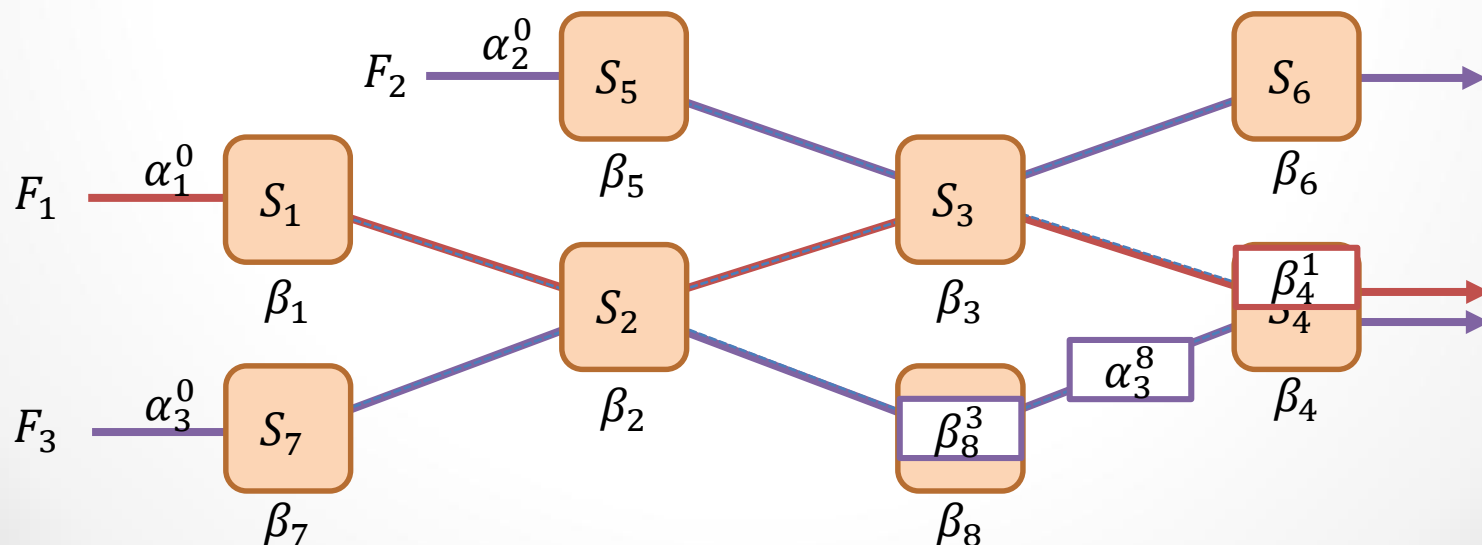 F₂ α₂⁰ S₅ S₆
β₅ β₆
F₁ α₁⁰ S₁ S₃
β₁ β₃
S₂ β₄¹ S₄
β₂ α₃⁸ β₄
F₃ α₃⁰ S₇ β₈³
β₇ β₈